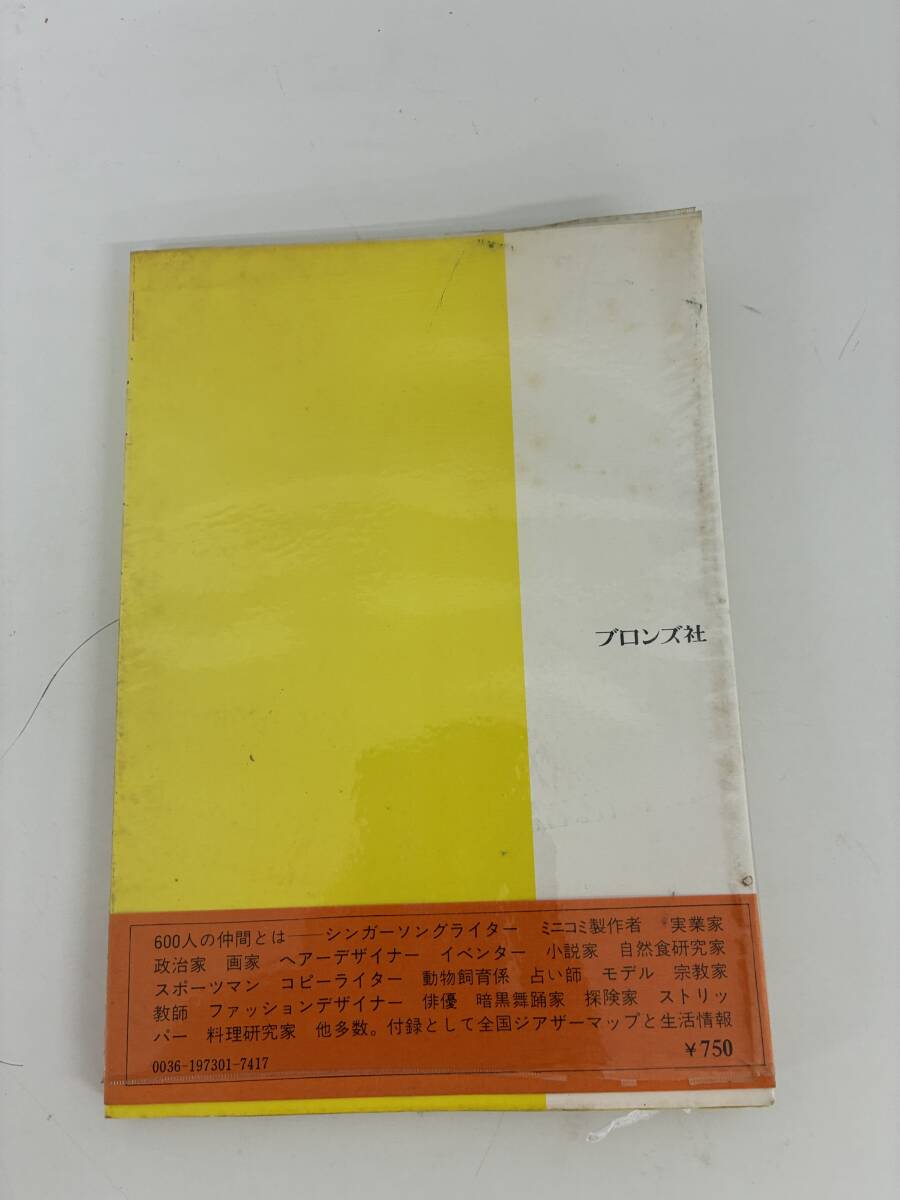 ブロンズ社
600人の仲間とは――シンガーソングライター　ミニコミ製作者　実業家
政治家　画家　ヘアーデザイナー　イベンター　小説家　自然食研究家
スポーツマン　コピーライター　動物飼育係　占い師　モデル　宗教家
教師　ファッションデザイナー　俳優　暗黒舞踊家　探険家　ストリッ
パー　料理研究家　他多数。付録として全国ジアザーマップと生活情報
¥750
0036-197301-7417